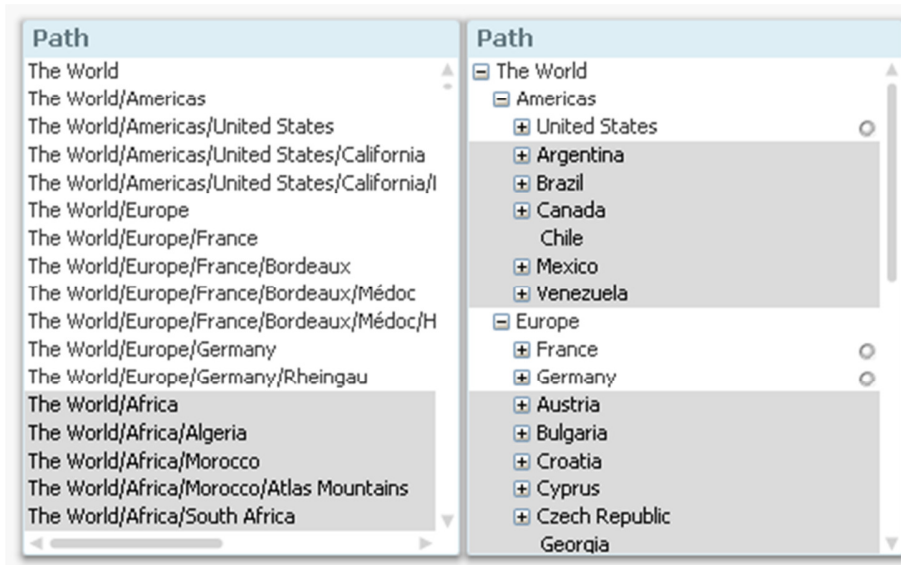 Path
The World
The World/Americas
The World/Americas/United States
The World/Americas/United States/California
The World/Americas/United States/California/
The World/Europe
The World/Europe/France
The World/Europe/France/Bordeaux
The World/Europe/France/Bordeaux/Médoc
The World/Europe/France/Bordeaux/Médoc/H
The World/Europe/Germany
The World/Europe/Germany/Rheingau
The World/Africa
The World/Africa/Algeria
The World/Africa/Morocco
The World/Africa/Morocco/Atlas Mountains
The World/Africa/South Africa
Path
The World
Americas
United States
Argentina
Brazil
Canada
Chile
Mexico
Venezuela
Europe
France
Germany
Austria
Bulgaria
Croatia
Cyprus
Czech Republic
Georgia